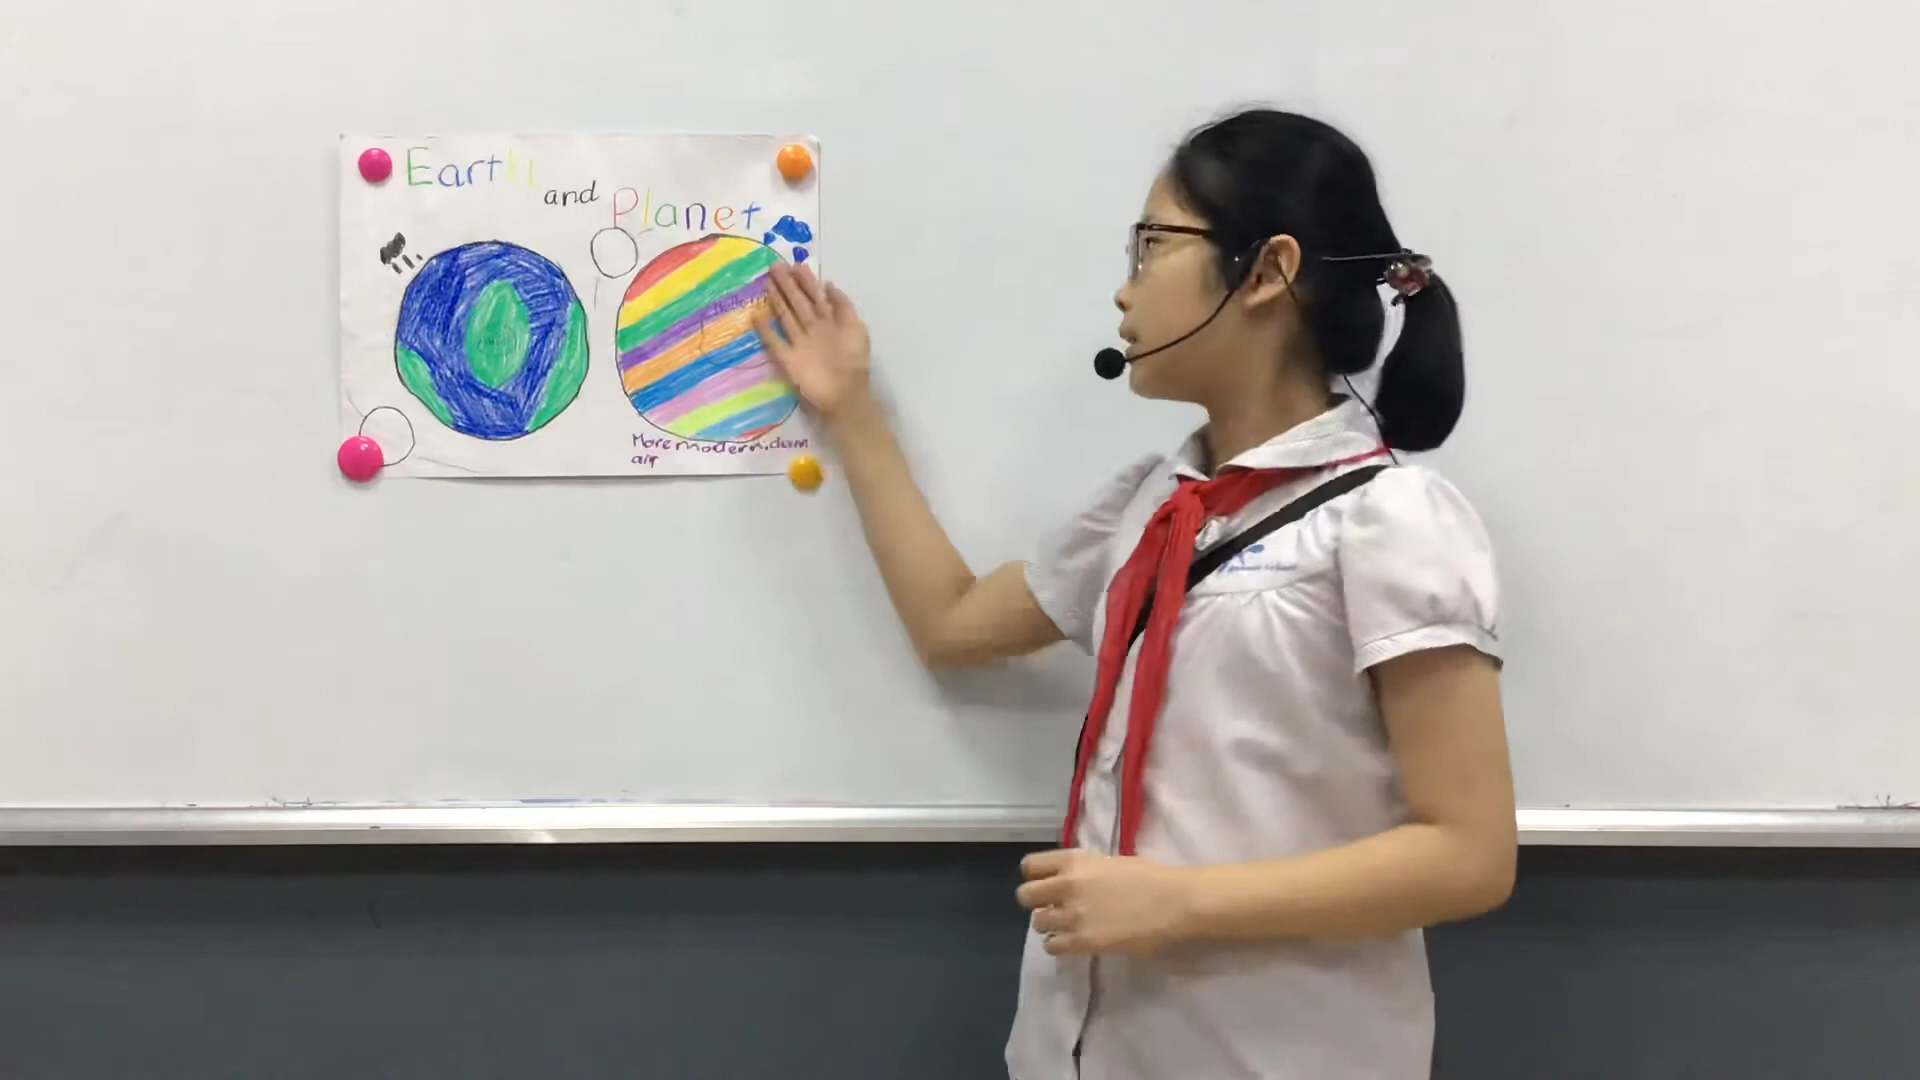 Earth
and
Planet
More modern, clean
air